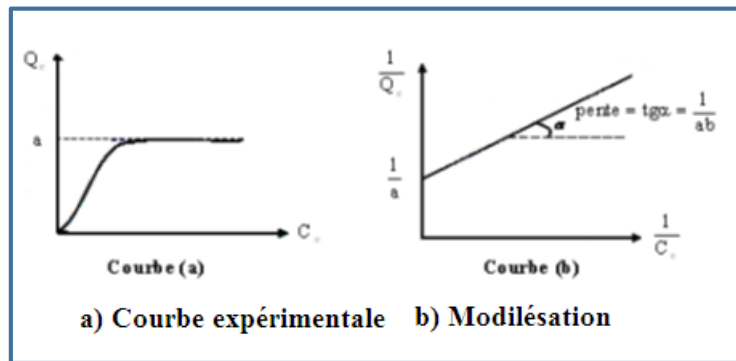 Qe
a
Ce
Courbe (a)
1
Qe
pente = tgα = 1
ab
α
1
a
1
Ce
Courbe (b)
a) Courbe expérimentale b) Modilésation